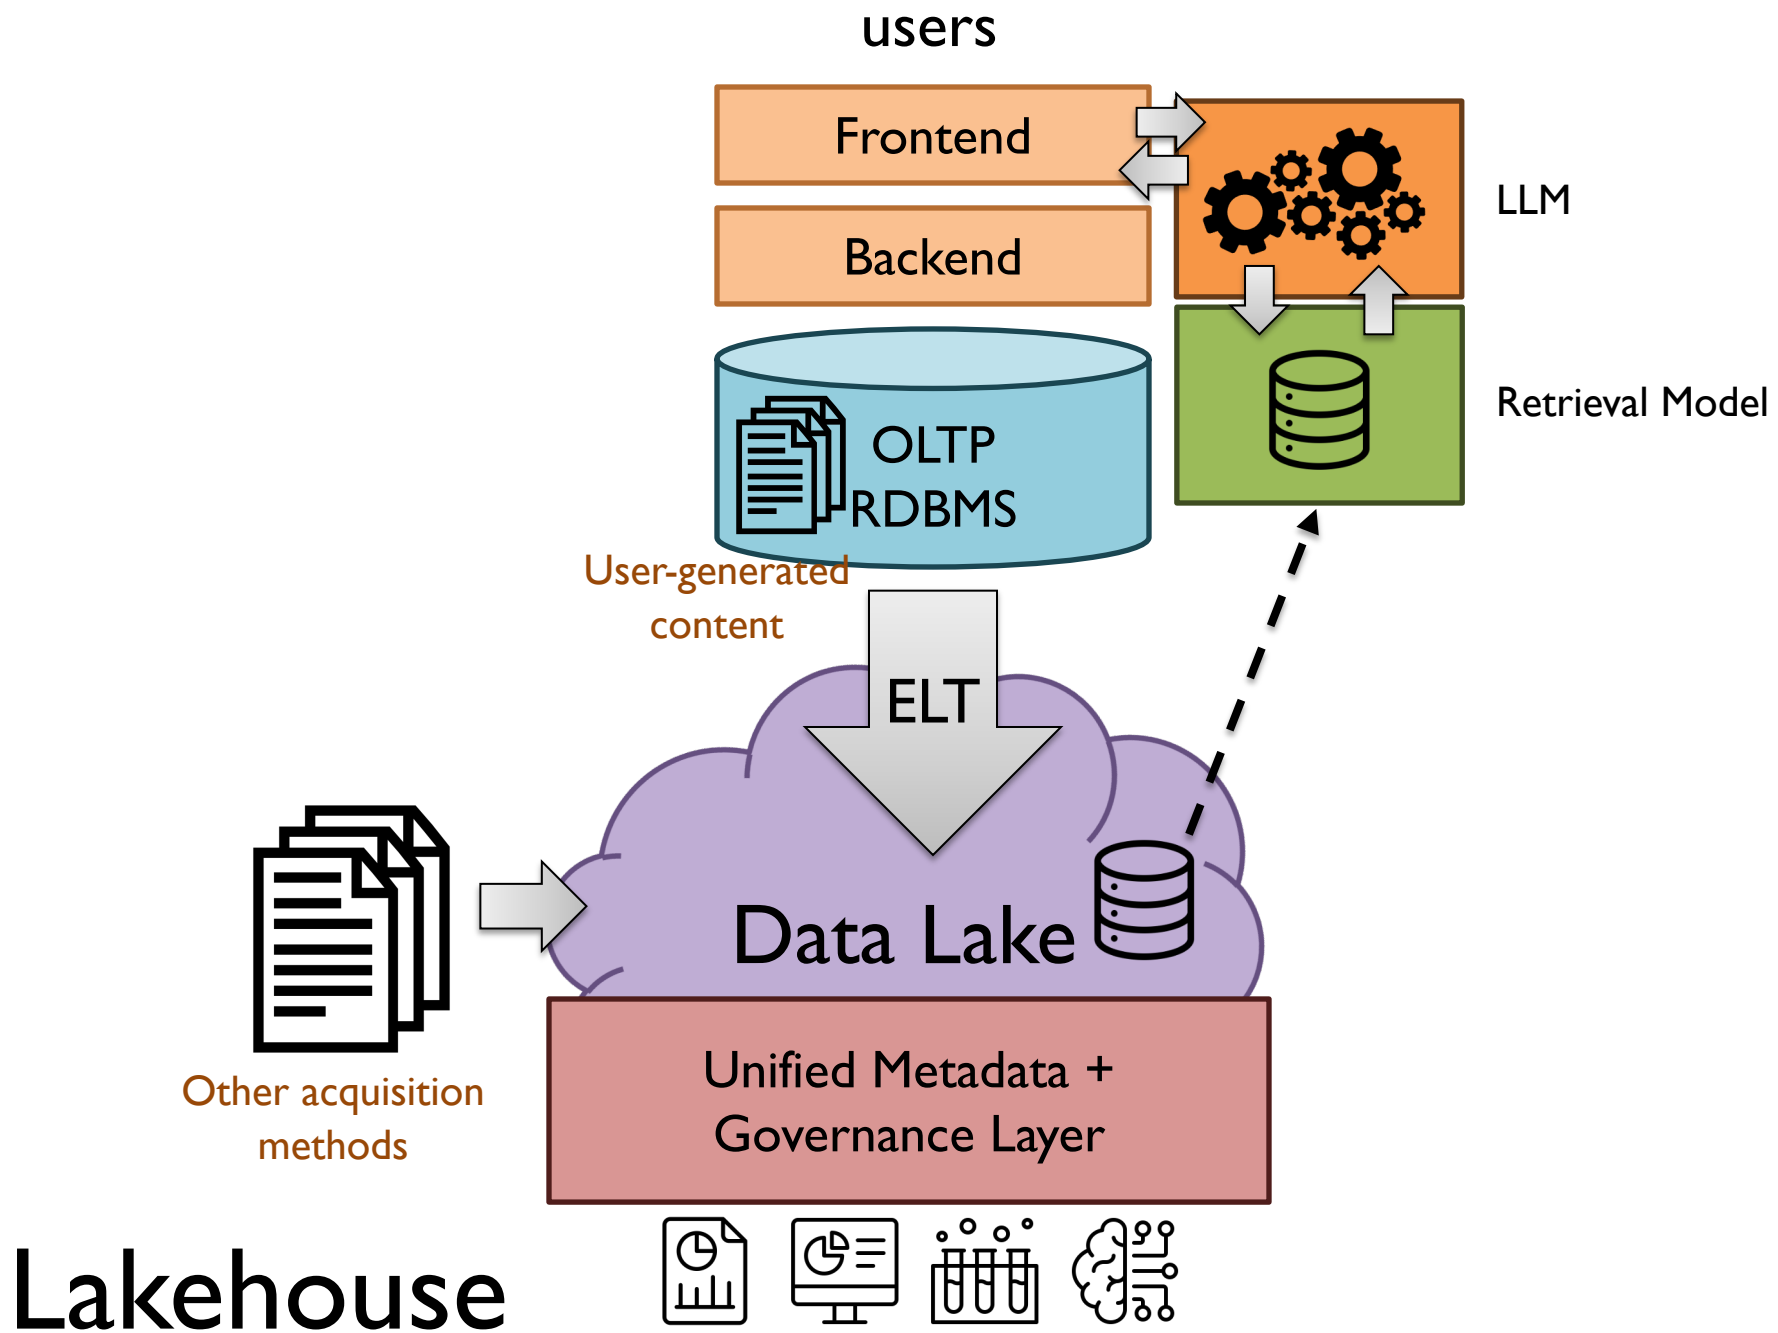 users
Frontend
Backend
LLM
Retrieval Model
OLTP
RDBMS
User-generated
content
ELT
Data Lake
Other acquisition
methods
Unified Metadata +
Governance Layer
Lakehouse